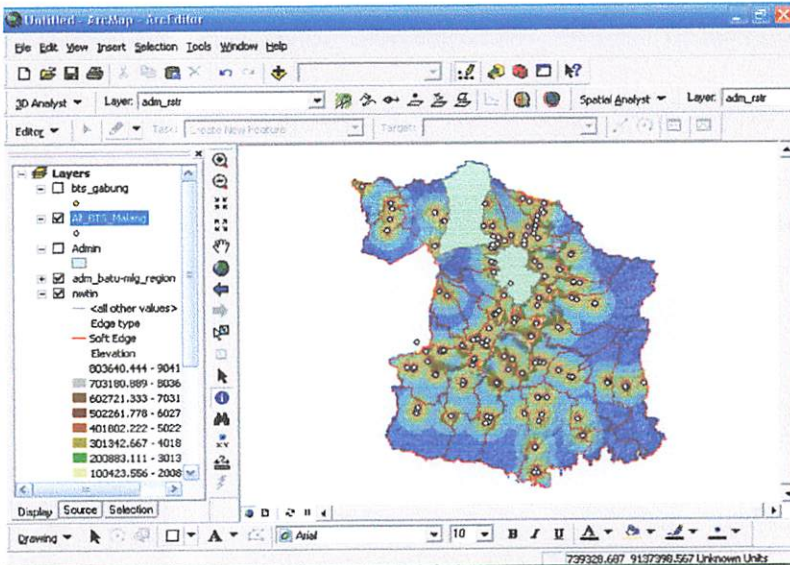 Untitled - ArcMap - ArcEditor
File Edit View Insert Selection Tools Window Help
3D Analyst Layer: adm_rstr Spatial Analyst Layer: adm_rstr
Editor Task: Create New Feature Target:
Layers
bts_gabung
All_BTS_Malang
Admin
adm_batu-mlg_region
nwtin
<all other values>
Edge type
Soft Edge
Elevation
803640.444 - 9041
703180.889 - 8036
602721.333 - 7031
502261.778 - 6027
401802.222 - 5022
301342.667 - 4018
200883.111 - 3013
100423.556 - 2008
Display Source Selection
Drawing A Arial 10 B I U A
739328.687 9137398.567 Unknown Units